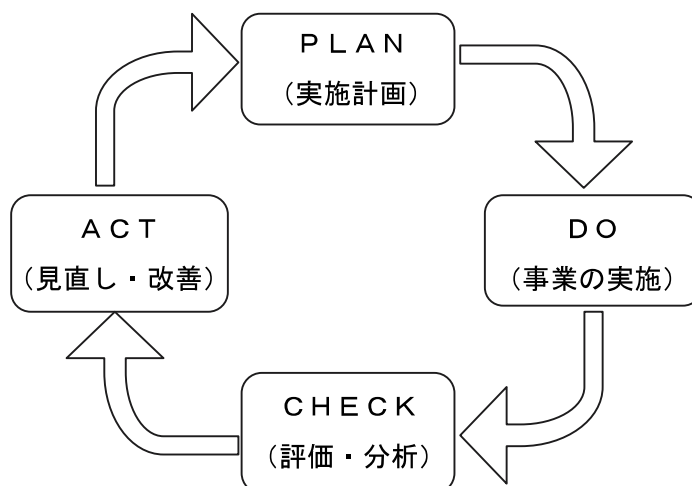 ＰＬＡＮ
（実施計画）
ＤＯ
（事業の実施）
ＣＨＥＣＫ
（評価・分析）
ＡＣＴ
（見直し・改善）